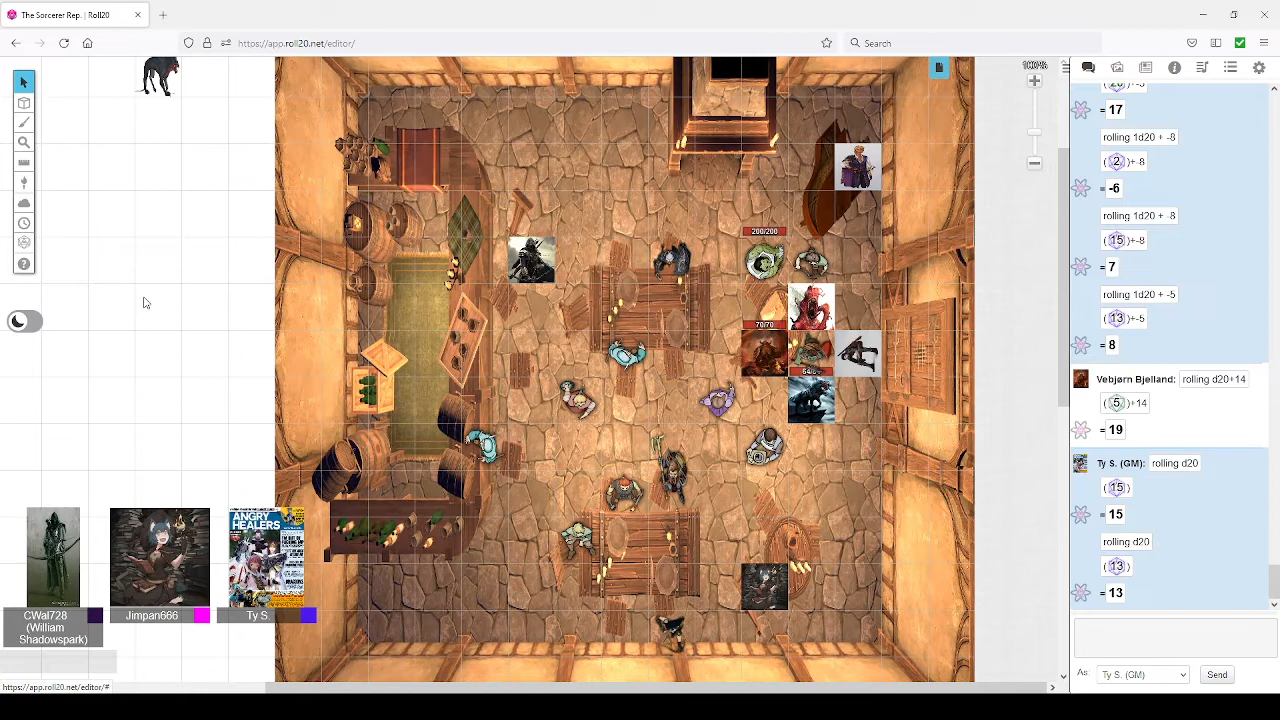 The Sorcerer Rep. | Roll20
https://app.roll20.net/editor/
Search
100%
200/200
70/70
= 17
rolling 1d20 + -8
(2)+-8
= -6
rolling 1d20 + -8
(15)+-8
= 7
rolling 1d20 + -5
(13)+-5
= 8
Vebjørn Bjelland: rolling d20+14
(5)+14
= 19
Ty S. (GM): rolling d20
(15)
= 15
rolling d20
(13)
= 13
ANGRY
HEALERS
CWal728
(William
Shadowspark)
Jimpan666
Ty S.
https://app.roll20.net/editor/#
As: Ty S. (GM) Send